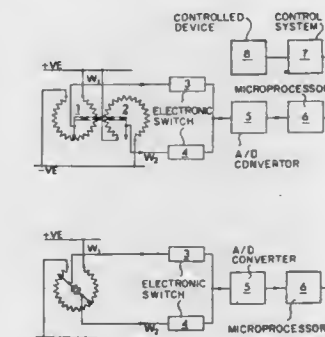 CONTROLLED
DEVICE
CONTROL
SYSTEM
8
7
+VE
W₁
MICROPROCESSOR
3
1
2
ELECTRONIC
SWITCH
5
6
4
W₂
A/D
CONVERTOR
-VE
+VE
W₁
3
A/D
CONVERTER
ELECTRONIC
SWITCH
5
6
4
W₂
MICROPROCESSOR